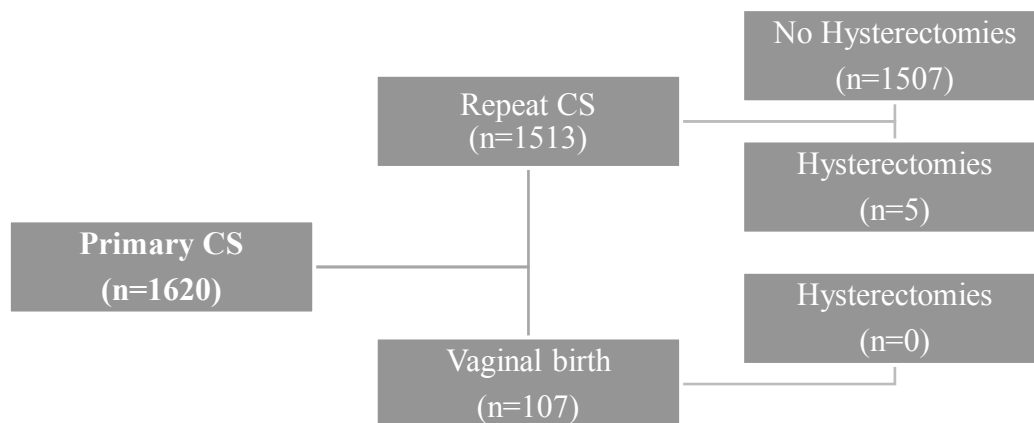 No Hysterectomies
(n=1507)
Repeat CS
(n=1513)
Hysterectomies
(n=5)
Primary CS
(n=1620)
Hysterectomies
(n=0)
Vaginal birth
(n=107)